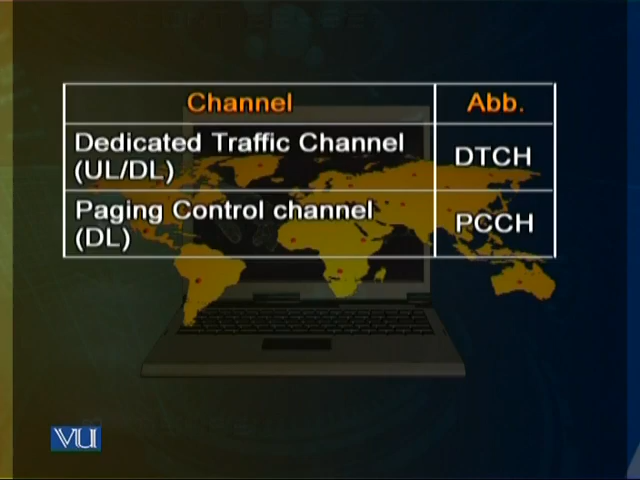 Channel
Abb.
Dedicated Traffic Channel
(UL/DL)
DTCH
Paging Control channel
(DL)
PCCH
VU